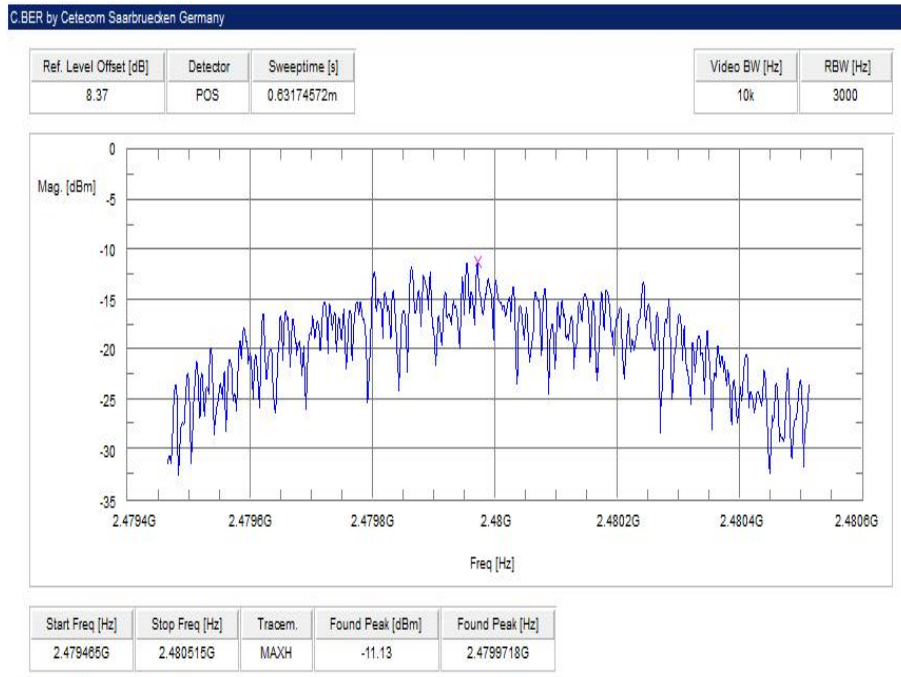 C.BER by Cetecom Saarbruecken Germany
Ref. Level Offset [dB] Detector Sweeptime [s] Video BW [Hz] RBW [Hz]
8.37 POS 0.63174572m 10k 3000
0
Mag. [dBm]
-5
-10
-15
-20
-25
-30
-35
2.4794G 2.4796G 2.4798G 2.48G 2.4802G 2.4804G 2.4806G
Freq [Hz]
Start Freq [Hz] Stop Freq [Hz] Tracem. Found Peak [dBm] Found Peak [Hz]
2.479465G 2.480515G MAXH -11.13 2.4799718G